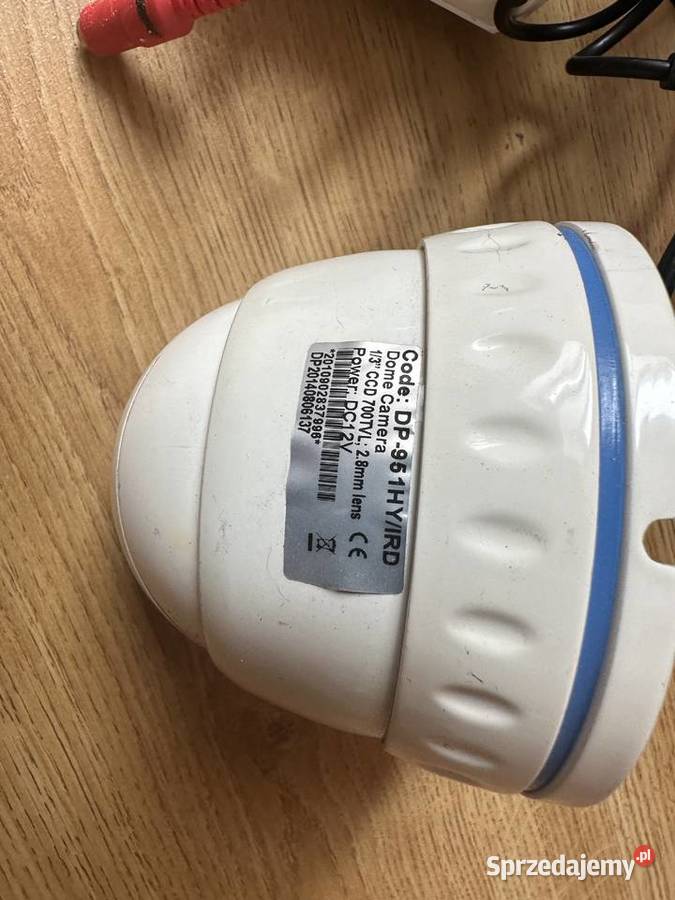 Code: DP-951HY/IRD
Dome Camera
1/3" CCD 700TVL; 2.8mm lens
Power: DC12V
*2010902837996*
DP20140806137
CE
Sprzedajemy.pl